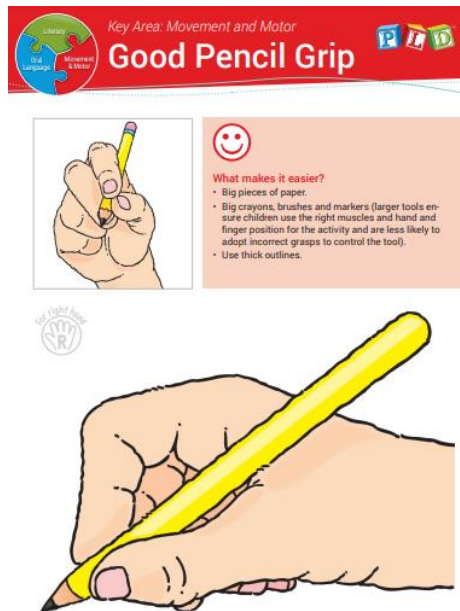 Literacy
Oral
Language
Movement
& Motor
Key Area: Movement and Motor
Good Pencil Grip
PLD
What makes it easier?
• Big pieces of paper.
• Big crayons, brushes and markers (larger tools en-
sure children use the right muscles and hand and
finger position for the activity and are less likely to
adopt incorrect grasps to control the tool).
• Use thick outlines.
for right hand
R